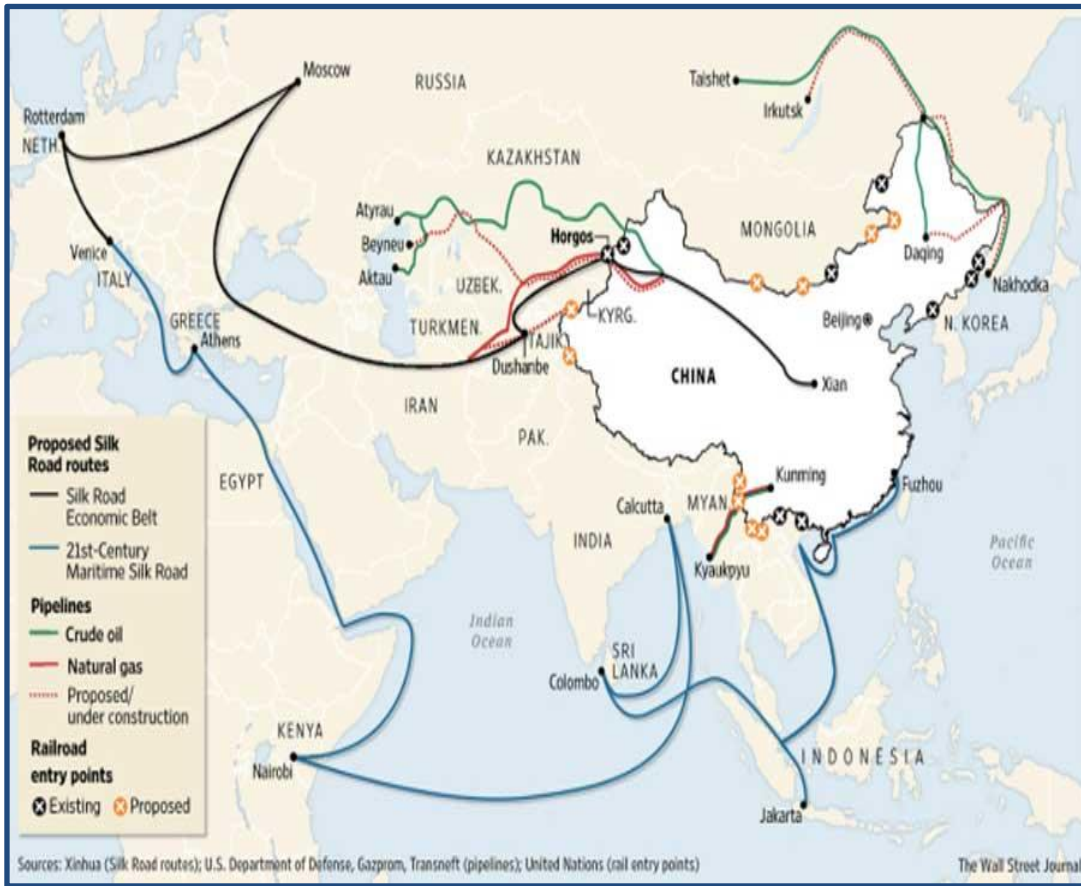 Moscow
RUSSIA
Taishet
Irkutsk
Rotterdam
NETH.
KAZAKHSTAN
Atyrau
Beyneu
Aktau
Horgos
MONGOLIA
Daqing
Nakhodka
Venice
ITALY
UZBEK.
TURKMEN.
KYRG.
TAJIK.
Dushanbe
Beijing
N. KOREA
GREECE
Athens
CHINA
Xian
IRAN
PAK.
EGYPT
Calcutta
MYAN.
Kunming
Fuzhou
INDIA
Kyaukpyu
Pacific
Ocean
Indian
Ocean
SRI
LANKA
Colombo
KENYA
Nairobi
INDONESIA
Jakarta
Proposed Silk
Road routes
Silk Road
Economic Belt
21st-Century
Maritime Silk Road
Pipelines
Crude oil
Natural gas
Proposed/
under construction
Railroad
entry points
Existing
Proposed
Sources: Xinhua (Silk Road routes); U.S. Department of Defense, Gazprom, Transneft (pipelines); United Nations (rail entry points)
The Wall Street Journal